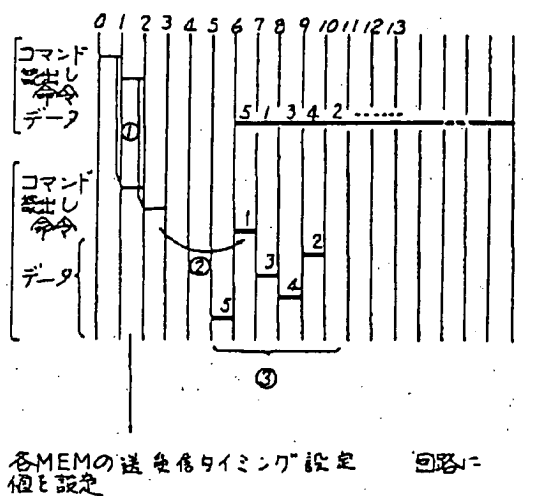 0 1 2 3 4 5 6 7 8 9 10 11 12 13
コマンド
読出し
命令
データ
5 1 3 4 2 ......
①
コマンド
読出し
命令
データ
1
2
3
4
5
②
③
各MEMの送受信タイミング設定 回路に
値を設定